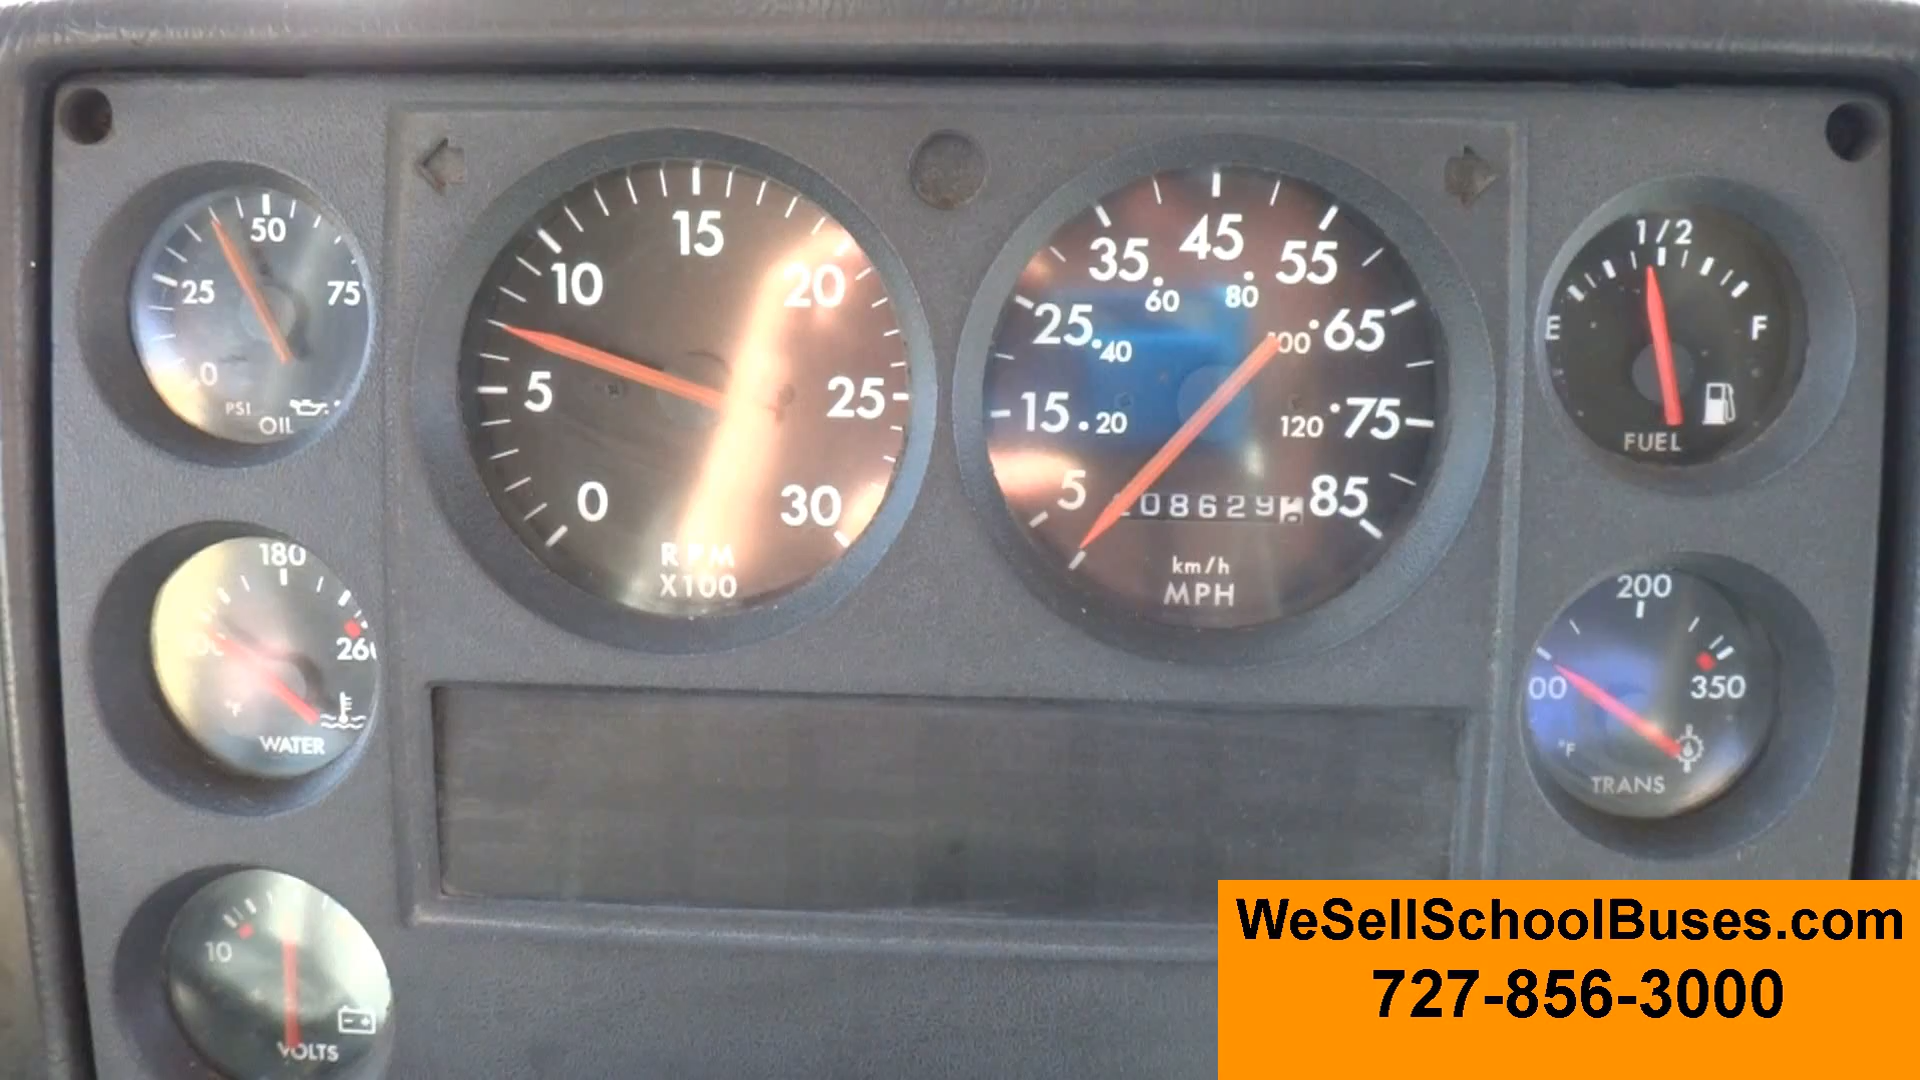 50
25
75
0
PSI
OIL
15
10
20
5
25
0
30
RPM
X100
45
35
55
60
80
25
65
40
100
15
20
120
75
5
08629
85
km/h
MPH
1/2
E
F
FUEL
180
260
°F
WATER
200
350
°F
TRANS
10
VOLTS
WeSellSchoolBuses.com
727-856-3000